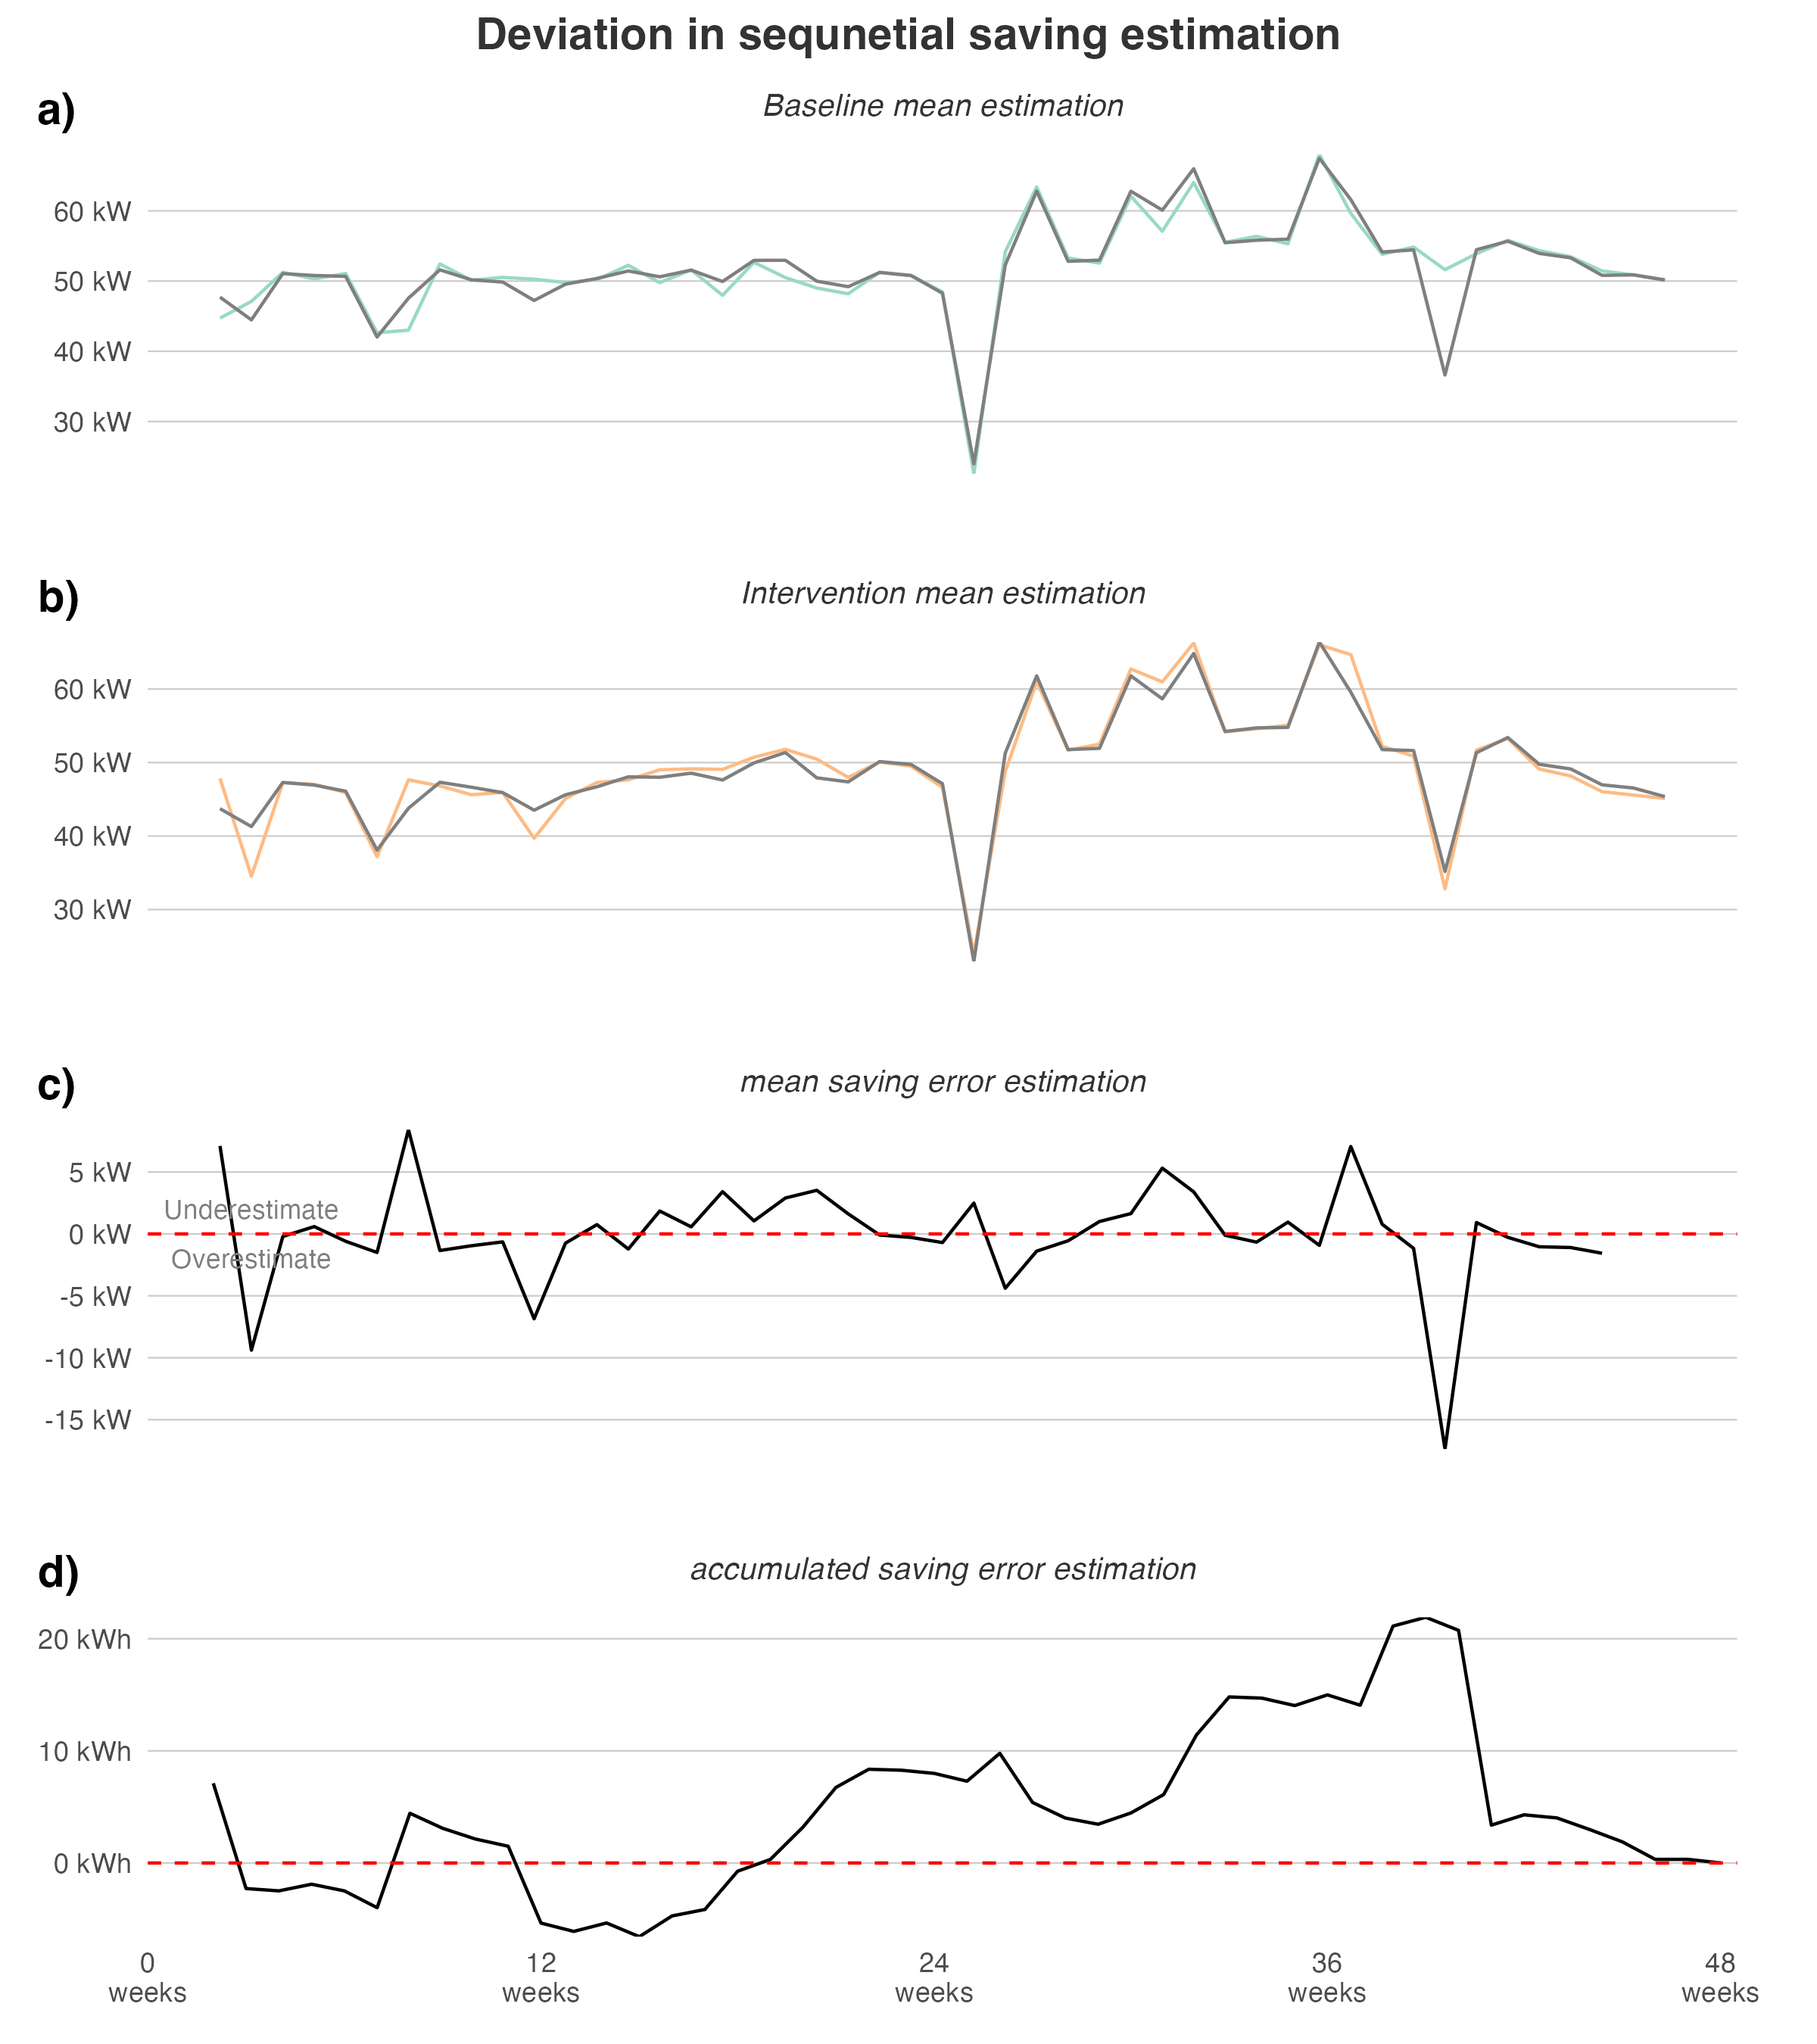 Deviation in sequnetial saving estimation
a)
Baseline mean estimation
60 kW
50 kW
40 kW
30 kW
b)
Intervention mean estimation
60 kW
50 kW
40 kW
30 kW
c)
mean saving error estimation
5 kW
Underestimate
0 kW
Overestimate
-5 kW
-10 kW
-15 kW
d)
accumulated saving error estimation
20 kWh
10 kWh
0 kWh
0 12 24 36 48
weeks weeks weeks weeks weeks